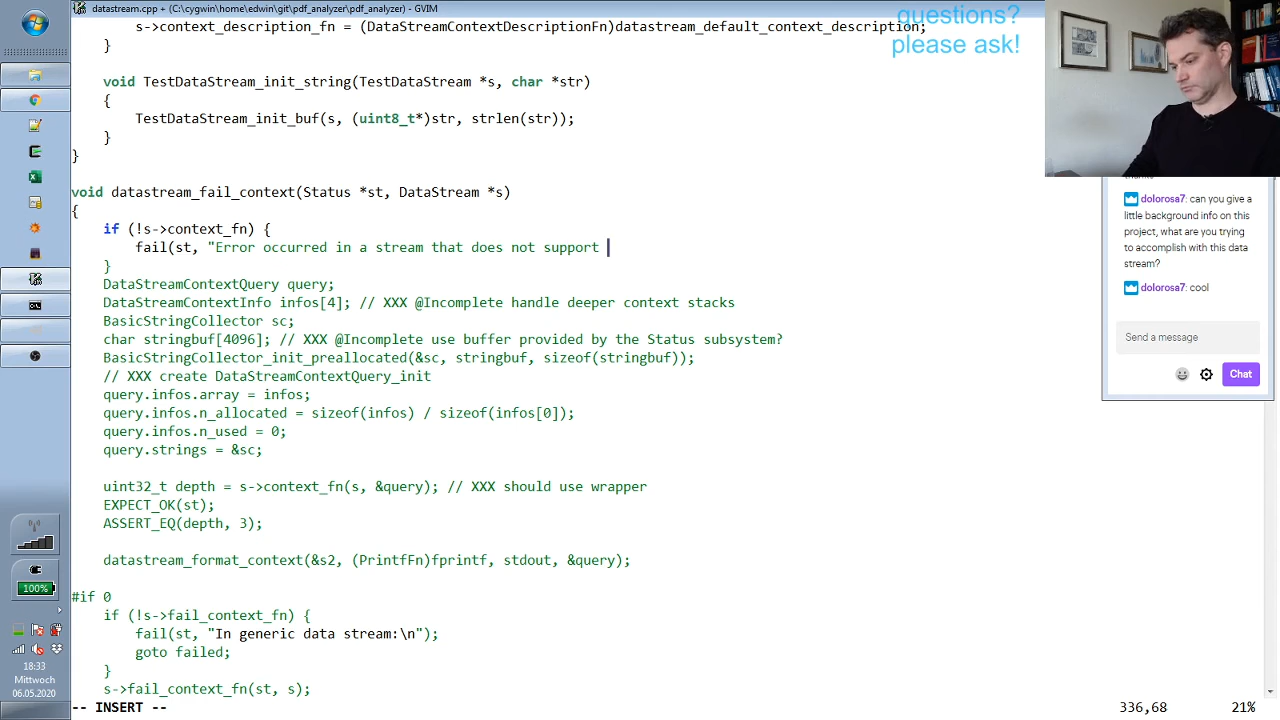 datastream.cpp + (C:\cygwin\home\edwin\git\pdf_analyzer\pdf_analyzer) - GVIM
s->context_description_fn = (DataStreamContextDescriptionFn)datastream_default_context_description;
}
void TestDataStream_init_string(TestDataStream *s, char *str)
{
TestDataStream_init_buf(s, (uint8_t*)str, strlen(str));
}
}
void datastream_fail_context(Status *st, DataStream *s)
{
if (!s->context_fn) {
fail(st, "Error occurred in a stream that does not support
}
DataStreamContextQuery query;
DataStreamContextInfo infos[4]; // XXX @Incomplete handle deeper context stacks
BasicStringCollector sc;
char stringbuf[4096]; // XXX @Incomplete use buffer provided by the Status subsystem?
BasicStringCollector_init_preallocated(&sc, stringbuf, sizeof(stringbuf));
// XXX create DataStreamContextQuery_init
query.infos.array = infos;
query.infos.n_allocated = sizeof(infos) / sizeof(infos[0]);
query.infos.n_used = 0;
query.strings = &sc;
uint32_t depth = s->context_fn(s, &query); // XXX should use wrapper
EXPECT_OK(st);
ASSERT_EQ(depth, 3);
datastream_format_context(&s2, (PrintfFn)fprintf, stdout, &query);
#if 0
if (!s->fail_context_fn) {
fail(st, "In generic data stream:\n");
goto failed;
}
s->fail_context_fn(st, s);
-- INSERT --
336,68
21%
questions?
please ask!
dolorosa7: can you give a
little background info on this
project, what are you trying
to accomplish with this data
stream?
dolorosa7: cool
Send a message
Chat
100%
18:33
Mittwoch
06.05.2020